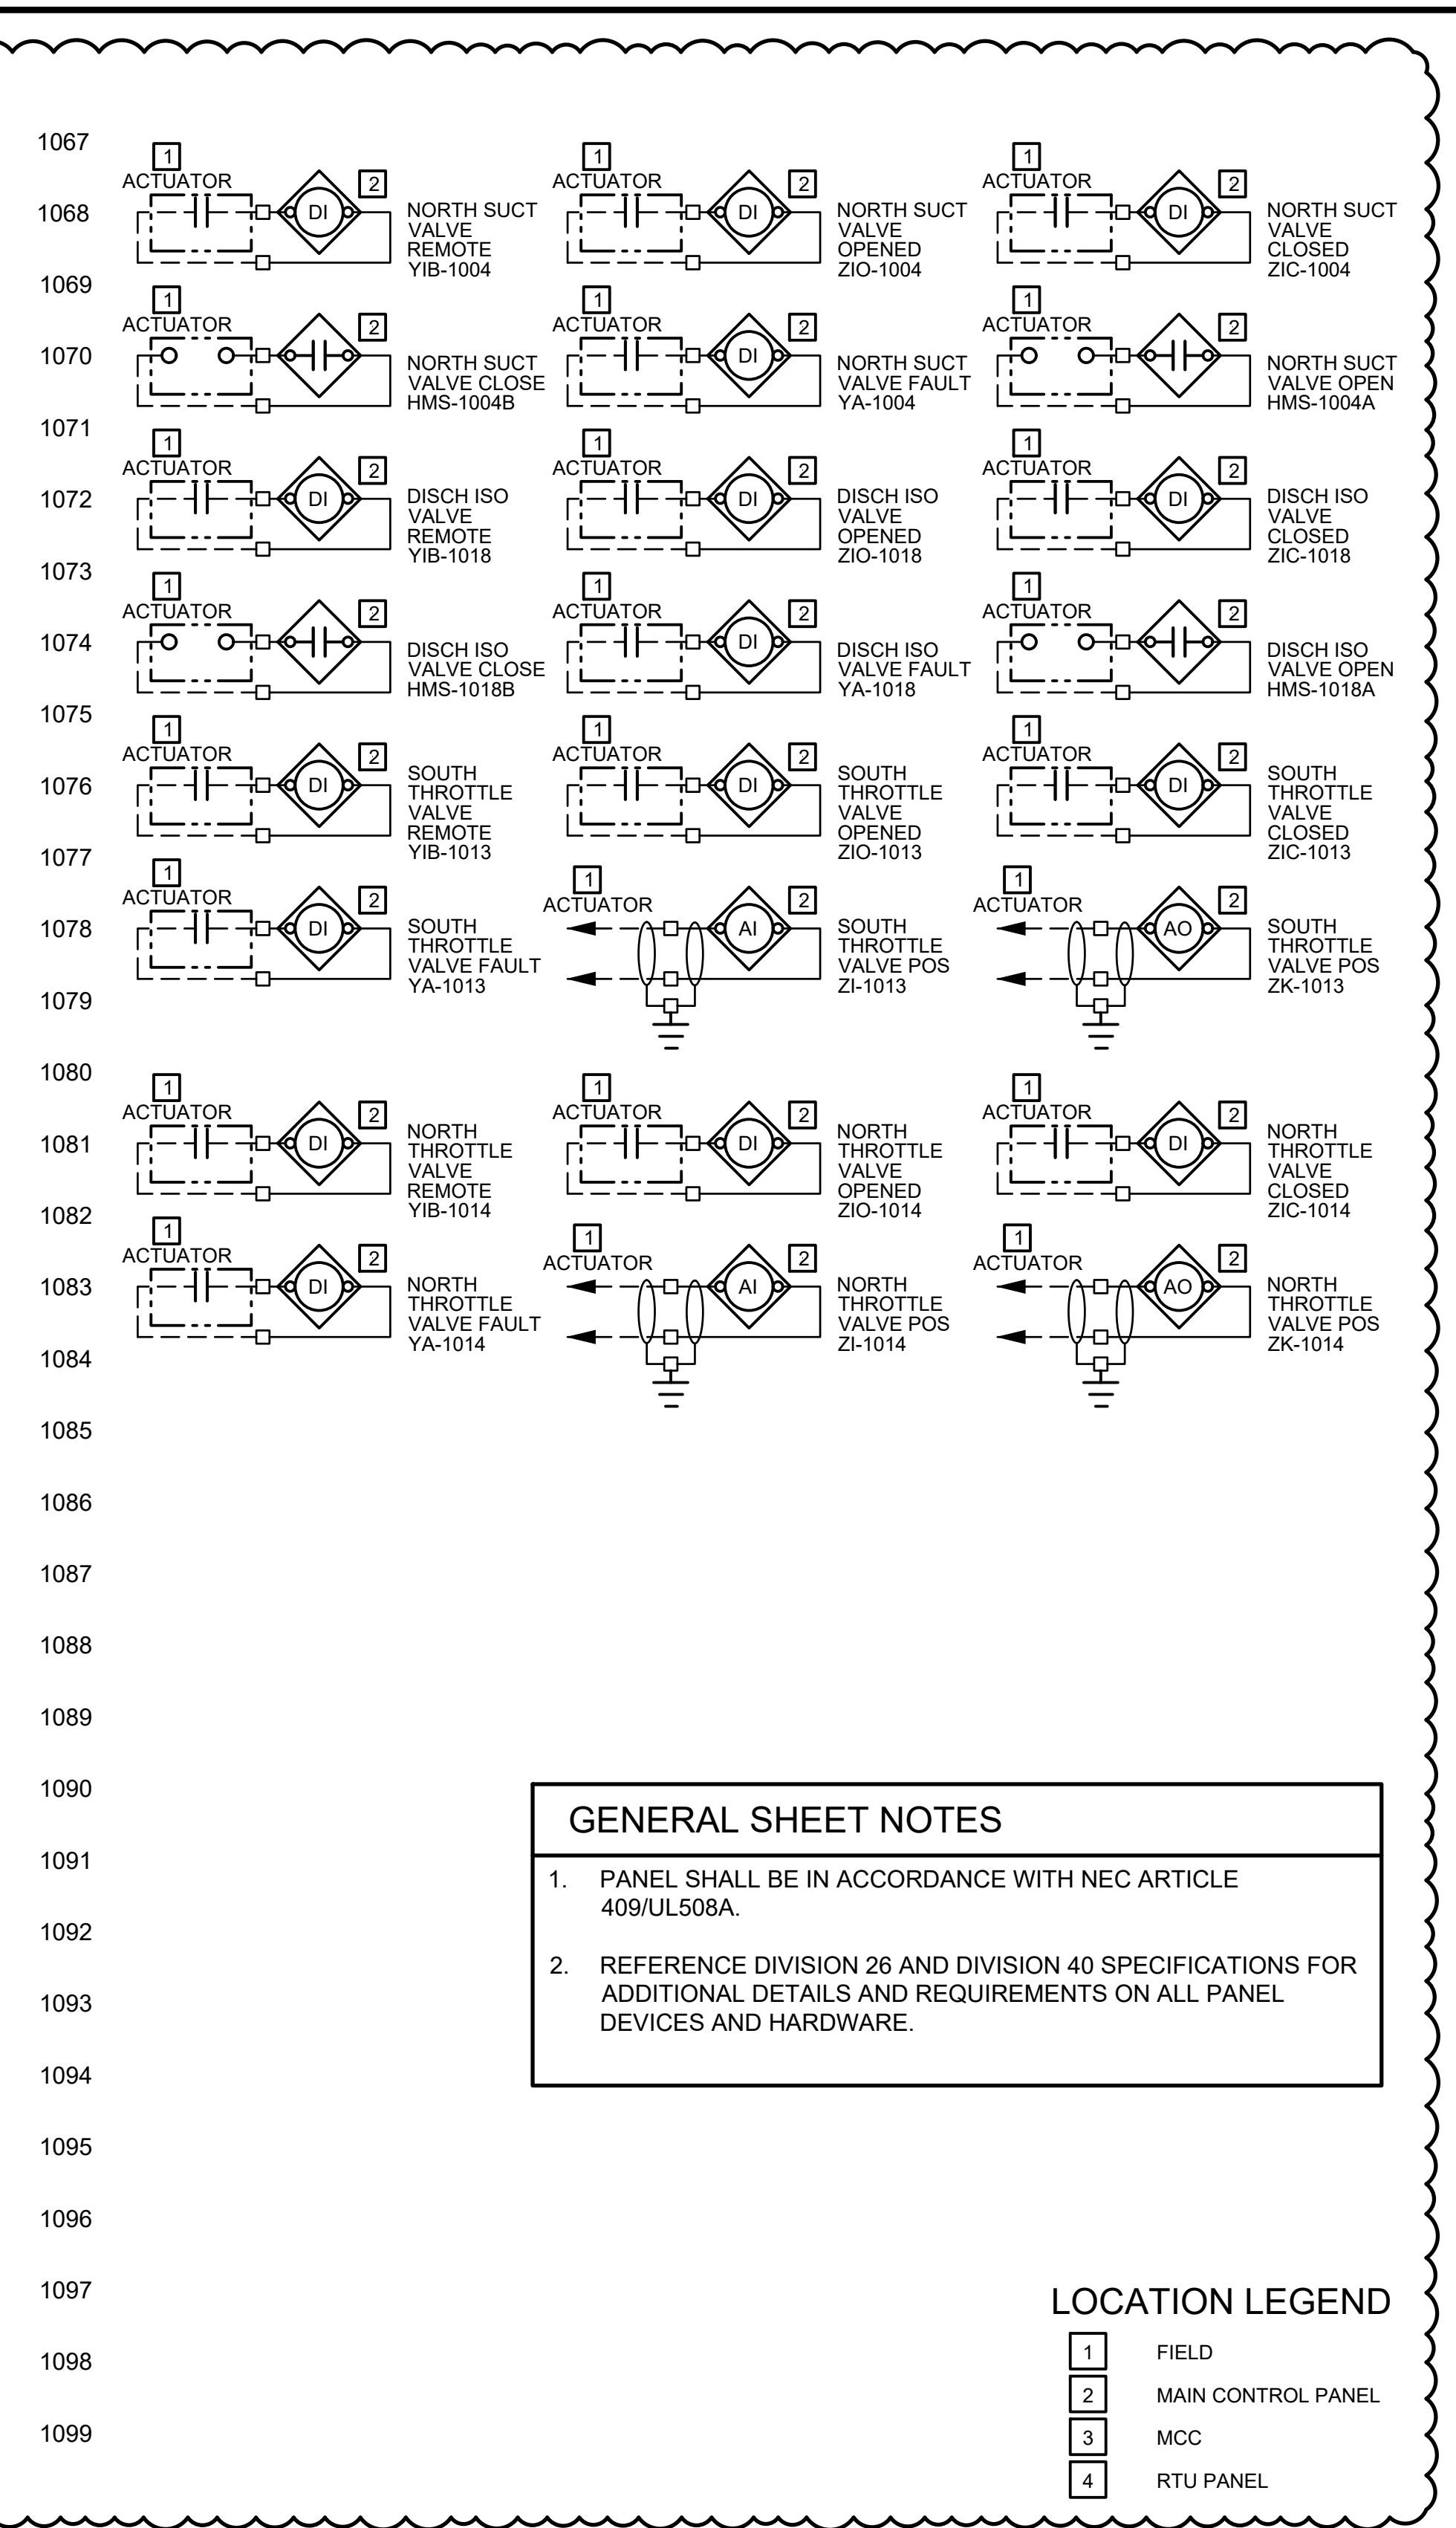 1067
1 1 1
ACTUATOR 2 ACTUATOR 2 ACTUATOR 2
1068
DI NORTH SUCT DI NORTH SUCT DI NORTH SUCT
VALVE VALVE VALVE
REMOTE OPENED CLOSED
YIB-1004 ZIO-1004 ZIC-1004
1069
1 1 1
ACTUATOR 2 ACTUATOR 2 ACTUATOR 2
1070
NORTH SUCT DI NORTH SUCT NORTH SUCT
VALVE CLOSE VALVE FAULT VALVE OPEN
HMS-1004B YA-1004 HMS-1004A
1071
1 1 1
ACTUATOR 2 ACTUATOR 2 ACTUATOR 2
1072
DI DISCH ISO DI DISCH ISO DI DISCH ISO
VALVE VALVE VALVE
REMOTE OPENED CLOSED
YIB-1018 ZIO-1018 ZIC-1018
1073
1 1 1
ACTUATOR 2 ACTUATOR 2 ACTUATOR 2
1074
DISCH ISO DI DISCH ISO DISCH ISO
VALVE CLOSE VALVE FAULT VALVE OPEN
HMS-1018B YA-1018 HMS-1018A
1075
1 1 1
ACTUATOR 2 ACTUATOR 2 ACTUATOR 2
1076
SOUTH SOUTH SOUTH
DI THROTTLE DI THROTTLE DI THROTTLE
VALVE VALVE VALVE
REMOTE OPENED CLOSED
YIB-1013 ZIO-1013 ZIC-1013
1077
1 1 1
ACTUATOR 2 ACTUATOR 2 ACTUATOR 2
1078
DI SOUTH AI SOUTH AO SOUTH
THROTTLE THROTTLE THROTTLE
VALVE FAULT VALVE POS VALVE POS
YA-1013 ZI-1013 ZK-1013
1079
1080
1 1 1
ACTUATOR 2 ACTUATOR 2 ACTUATOR 2
1081
DI NORTH DI NORTH DI NORTH
THROTTLE THROTTLE THROTTLE
VALVE VALVE VALVE
REMOTE OPENED CLOSED
YIB-1014 ZIO-1014 ZIC-1014
1082
1 1 1
ACTUATOR 2 ACTUATOR 2 ACTUATOR 2
1083
DI NORTH AI NORTH AO NORTH
THROTTLE THROTTLE THROTTLE
VALVE FAULT VALVE POS VALVE POS
YA-1014 ZI-1014 ZK-1014
1084
1085
1086
1087
1088
1089
1090
GENERAL SHEET NOTES
1091
1. PANEL SHALL BE IN ACCORDANCE WITH NEC ARTICLE
409/UL508A.
1092
2. REFERENCE DIVISION 26 AND DIVISION 40 SPECIFICATIONS FOR
ADDITIONAL DETAILS AND REQUIREMENTS ON ALL PANEL
1093
DEVICES AND HARDWARE.
1094
1095
1096
1097
LOCATION LEGEND
1 FIELD
1098
2 MAIN CONTROL PANEL
1099
3 MCC
4 RTU PANEL